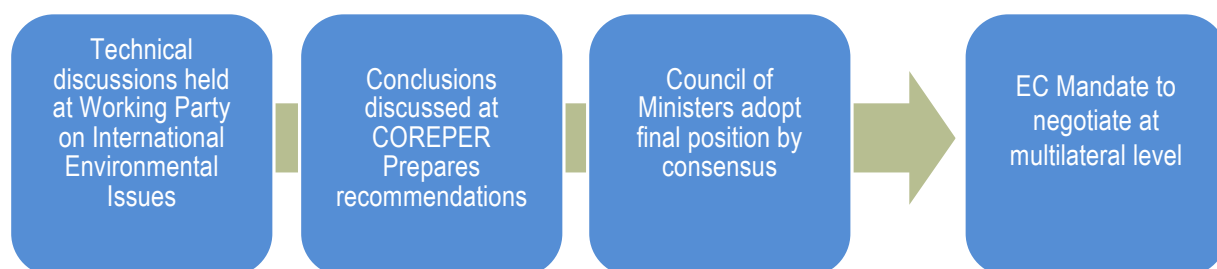 Technical
discussions held
at Working Party
on International
Environmental
Issues
Conclusions
discussed at
COREPER
Prepares
recommendations
Council of
Ministers adopt
final position by
consensus
EC Mandate to
negotiate at
multilateral level